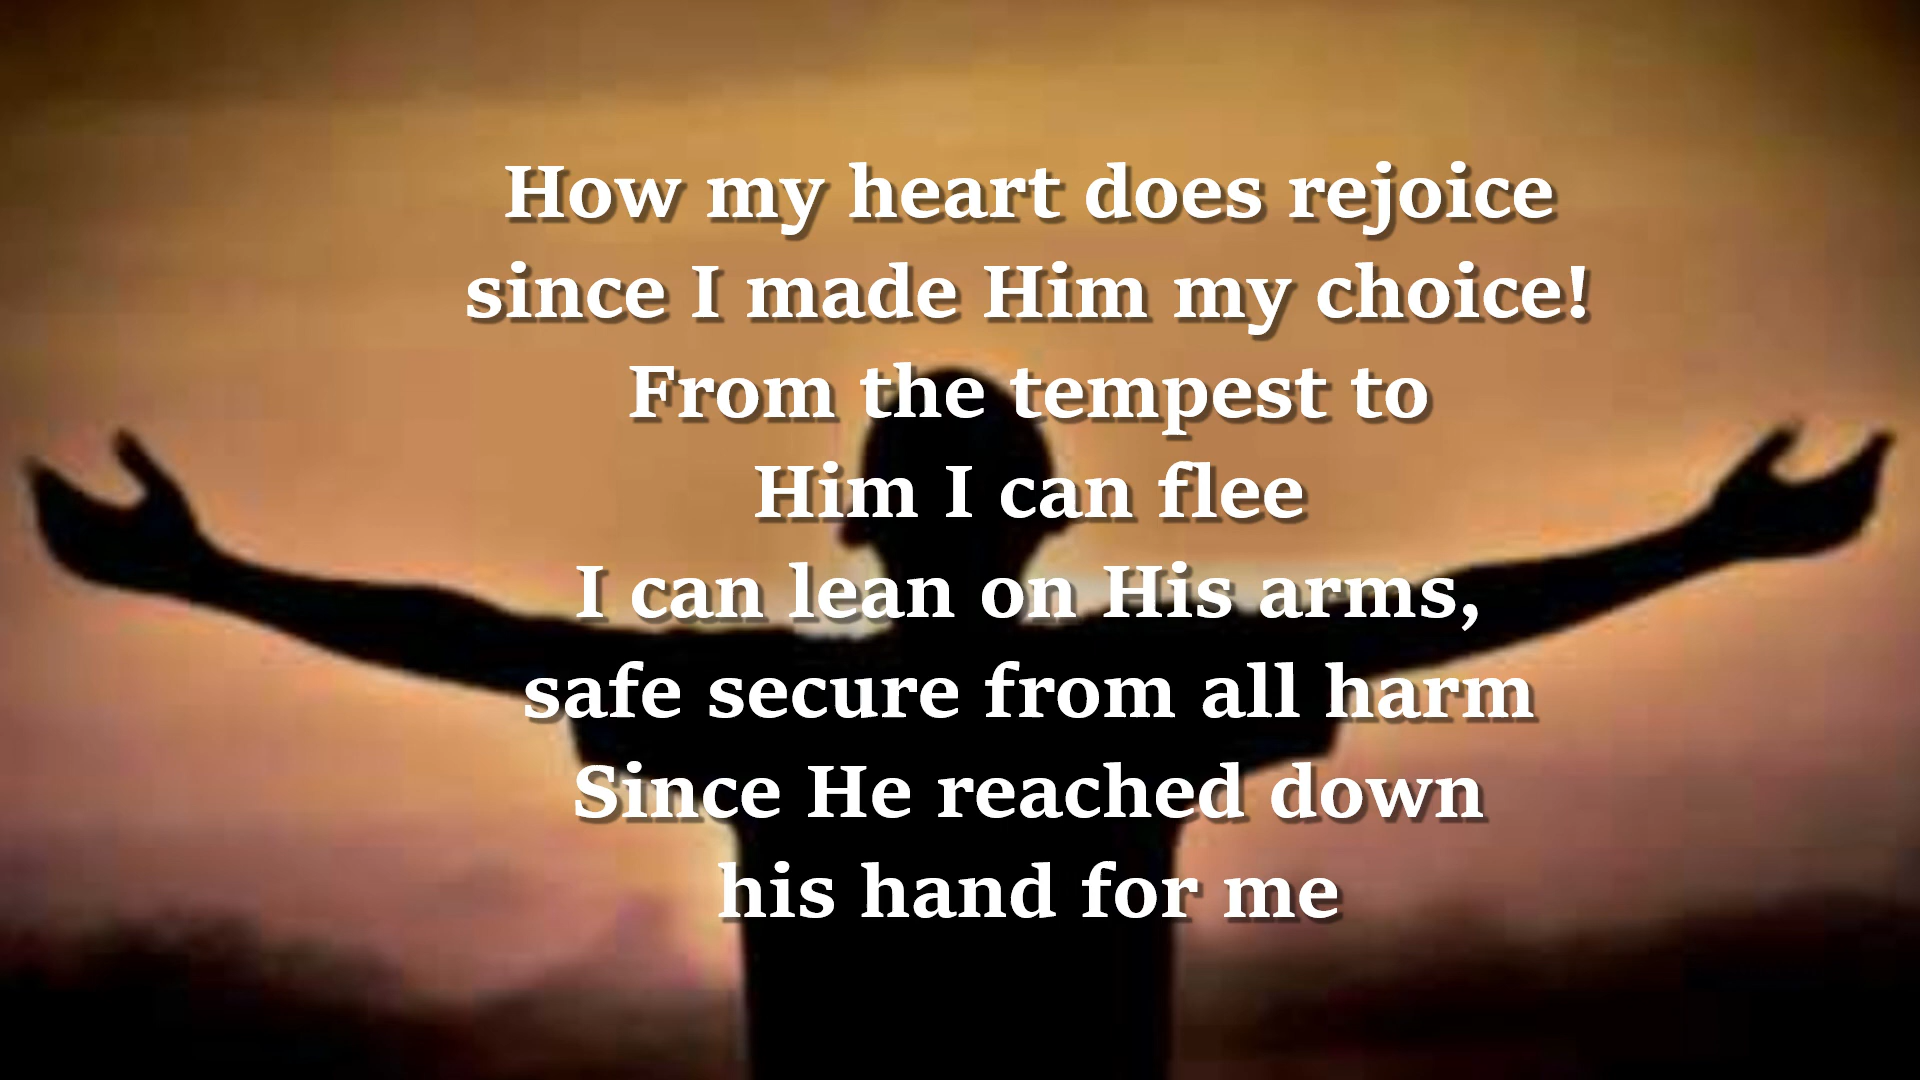 How my heart does rejoice
since I made Him my choice!
From the tempest to
Him I can flee
I can lean on His arms,
safe secure from all harm
Since He reached down
his hand for me